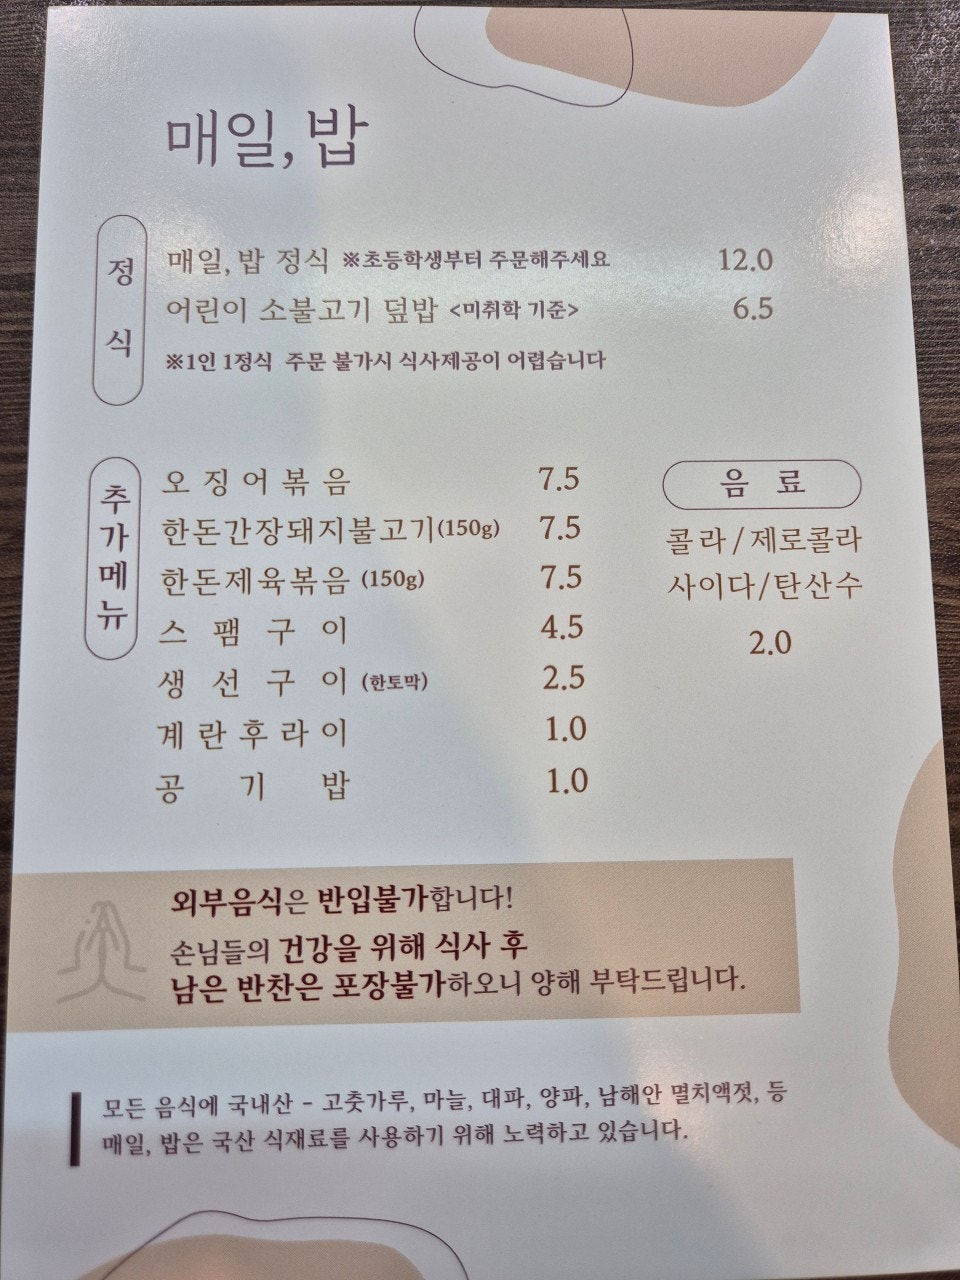 매일, 밥
정식
매일, 밥 정식 ※초등학생부터 주문해주세요 12.0
어린이 소불고기 덮밥 <미취학 기준> 6.5
※1인 1정식 주문 불가시 식사제공이 어렵습니다
추가메뉴
오징어볶음 7.5
한돈간장돼지불고기(150g) 7.5
한돈제육볶음 (150g) 7.5
스팸구이 4.5
생선구이 (한토막) 2.5
계란후라이 1.0
공기밥 1.0
음료
콜라/제로콜라
사이다/탄산수
2.0
외부음식은 반입불가합니다!
손님들의 건강을 위해 식사 후
남은 반찬은 포장불가하오니 양해 부탁드립니다.
모든 음식에 국내산 - 고춧가루, 마늘, 대파, 양파, 남해안 멸치액젓, 등
매일, 밥은 국산 식재료를 사용하기 위해 노력하고 있습니다.